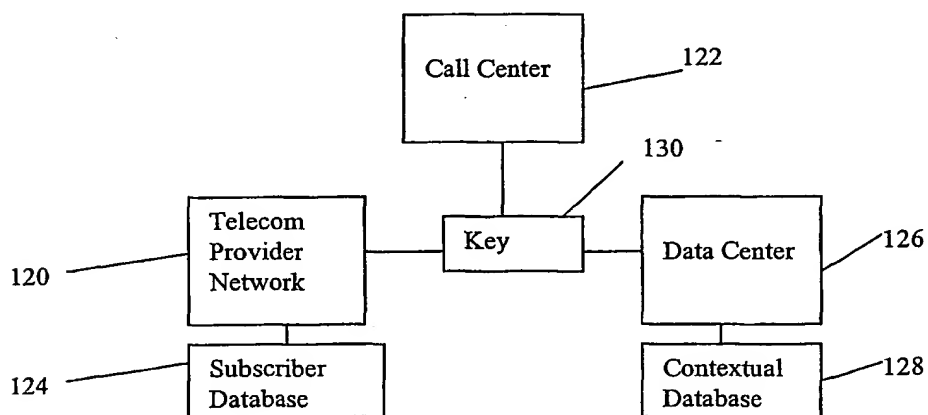 Call Center
122
130
Telecom
Provider
Network
Key
Data Center
126
120
Subscriber
Database
Contextual
Database
128
124